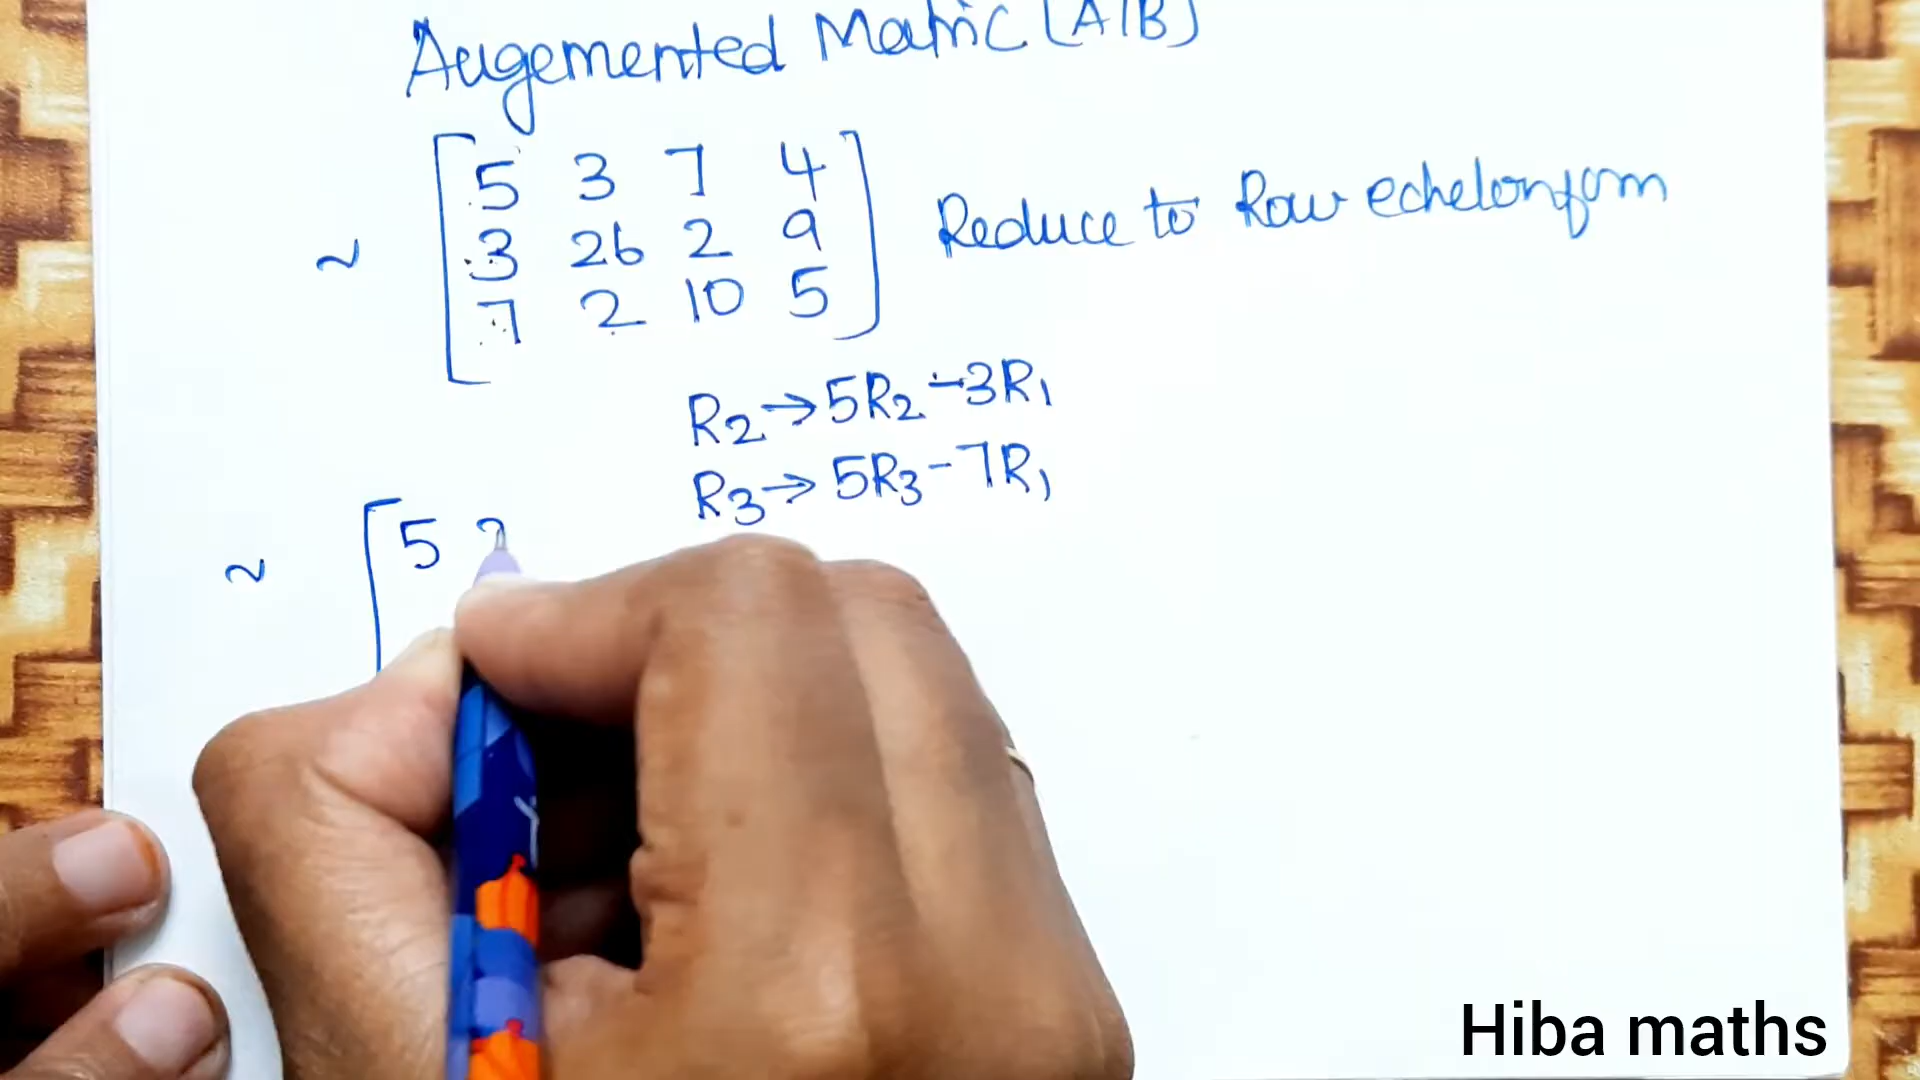 Augemented Matric [A|B]
5 3 7 4
~ 3 26 2 9 Reduce to Row echelonform
7 2 10 5
R2→5R2-3R1
R3→5R3-7R1
~ 5
Hiba maths